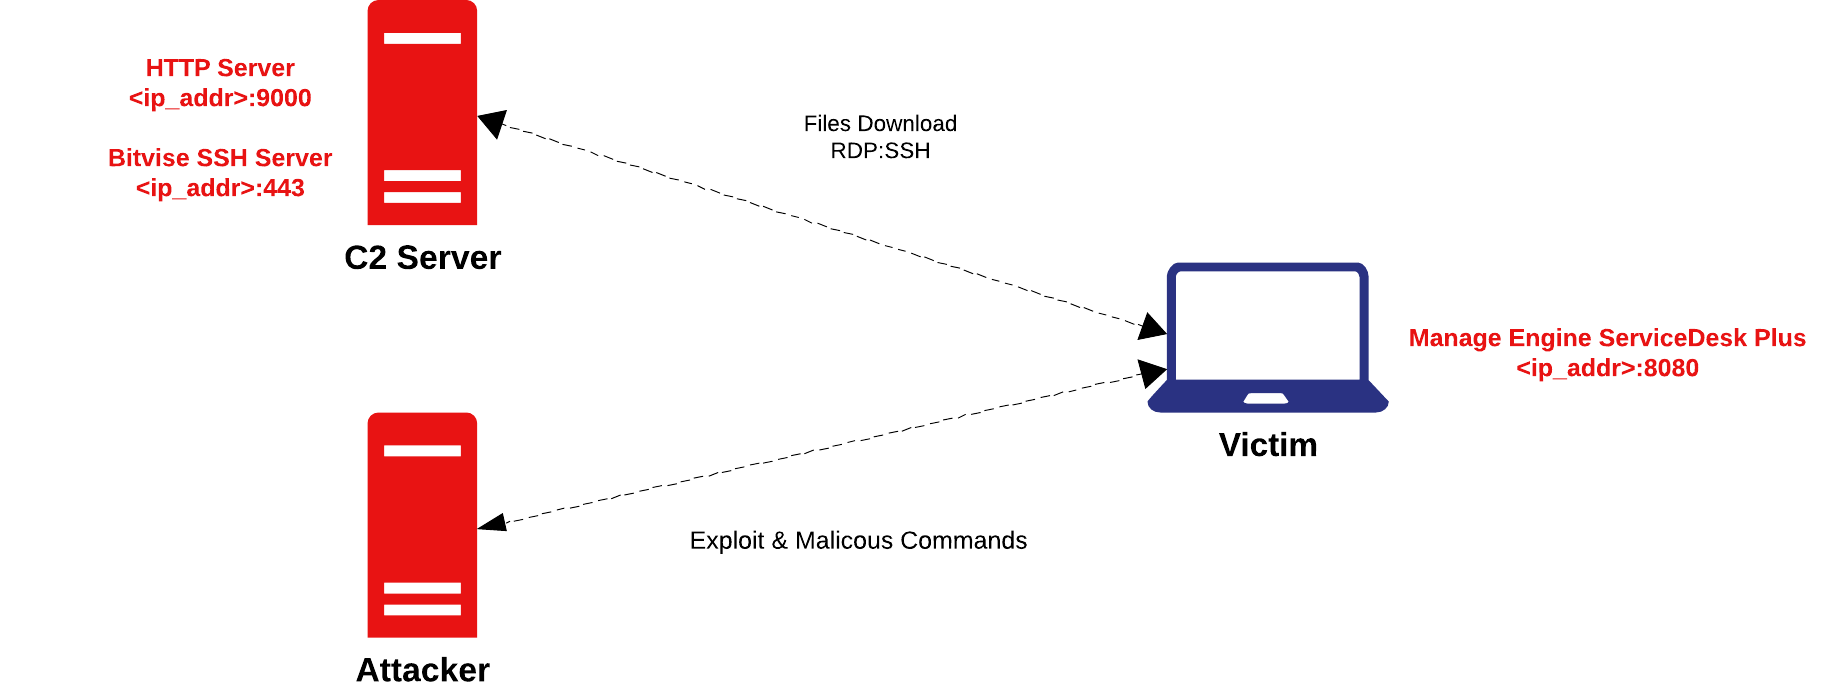 HTTP Server
<ip_addr>:9000
Bitvise SSH Server
<ip_addr>:443
C2 Server
Files Download
RDP:SSH
Manage Engine ServiceDesk Plus
<ip_addr>:8080
Victim
Exploit & Malicous Commands
Attacker